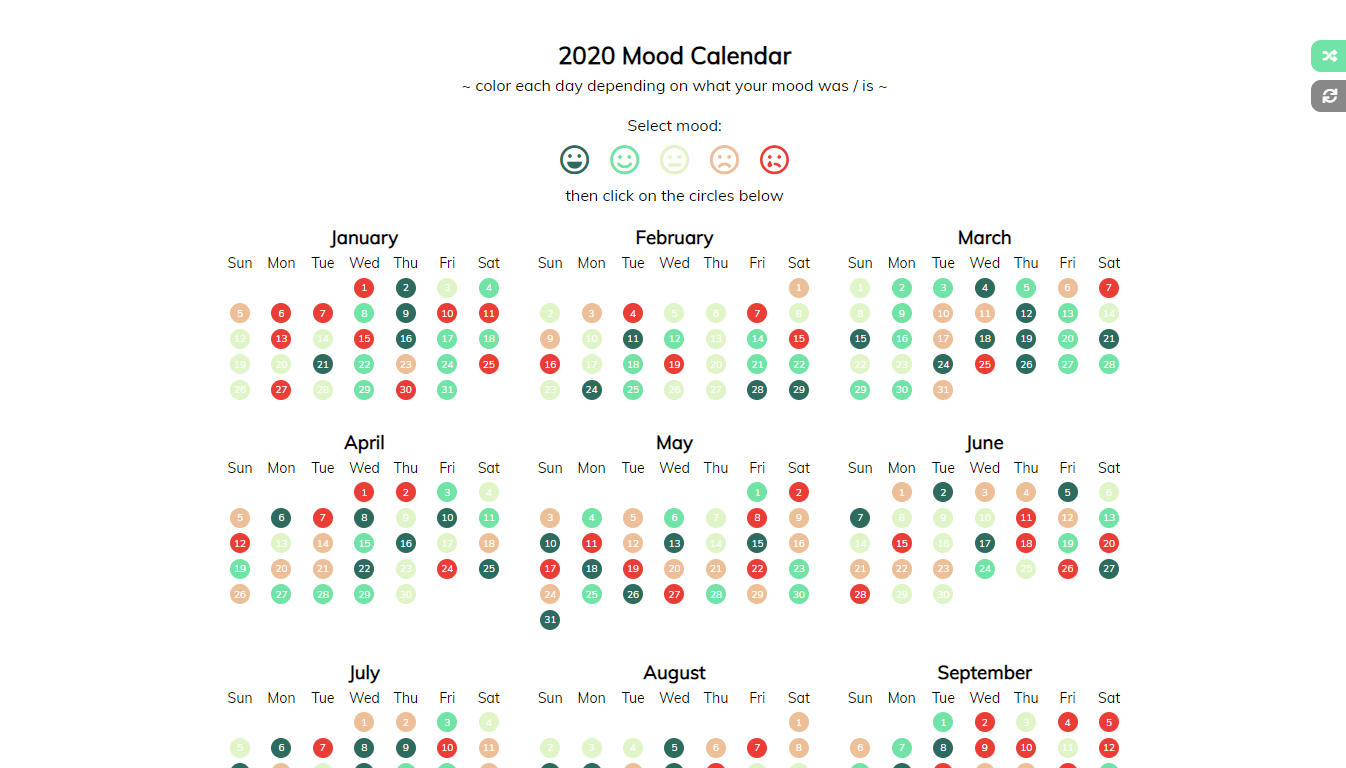 2020 Mood Calendar
~ color each day depending on what your mood was / is ~
Select mood:
then click on the circles below
January February March
Sun Mon Tue Wed Thu Fri Sat Sun Mon Tue Wed Thu Fri Sat Sun Mon Tue Wed Thu Fri Sat
1 2 3 4 1 1 2 3 4 5 6 7
5 6 7 8 9 10 11 2 3 4 5 6 7 8 8 9 10 11 12 13 14
12 13 14 15 16 17 18 9 10 11 12 13 14 15 15 16 17 18 19 20 21
19 20 21 22 23 24 25 16 17 18 19 20 21 22 22 23 24 25 26 27 28
26 27 28 29 30 31 23 24 25 26 27 28 29 29 30 31
April May June
Sun Mon Tue Wed Thu Fri Sat Sun Mon Tue Wed Thu Fri Sat Sun Mon Tue Wed Thu Fri Sat
1 2 3 4 1 2 1 2 3 4 5 6
5 6 7 8 9 10 11 3 4 5 6 7 8 9 7 8 9 10 11 12 13
12 13 14 15 16 17 18 10 11 12 13 14 15 16 14 15 16 17 18 19 20
19 20 21 22 23 24 25 17 18 19 20 21 22 23 21 22 23 24 25 26 27
26 27 28 29 30 24 25 26 27 28 29 30 28 29 30
31
July August September
Sun Mon Tue Wed Thu Fri Sat Sun Mon Tue Wed Thu Fri Sat Sun Mon Tue Wed Thu Fri Sat
1 2 3 4 1 1 2 3 4 5
5 6 7 8 9 10 11 2 3 4 5 6 7 8 6 7 8 9 10 11 12